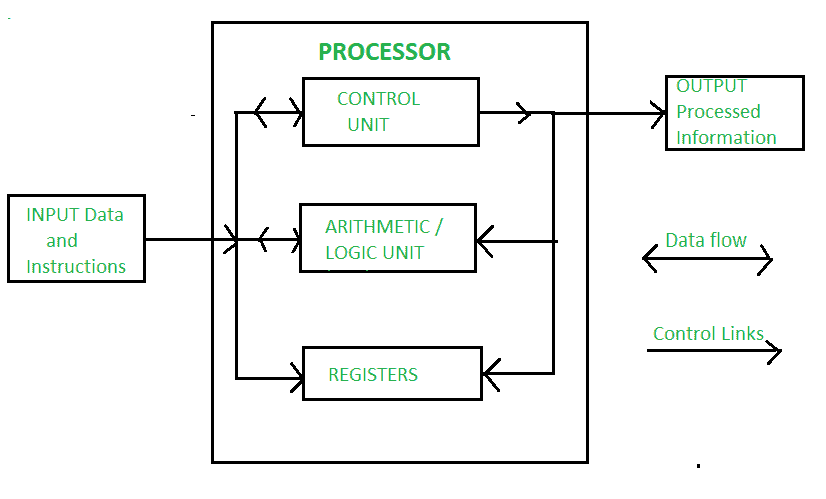 PROCESSOR
CONTROL
UNIT
OUTPUT
Processed
Information
INPUT Data
and
Instructions
ARITHMETIC /
LOGIC UNIT
Data flow
Control Links
REGISTERS